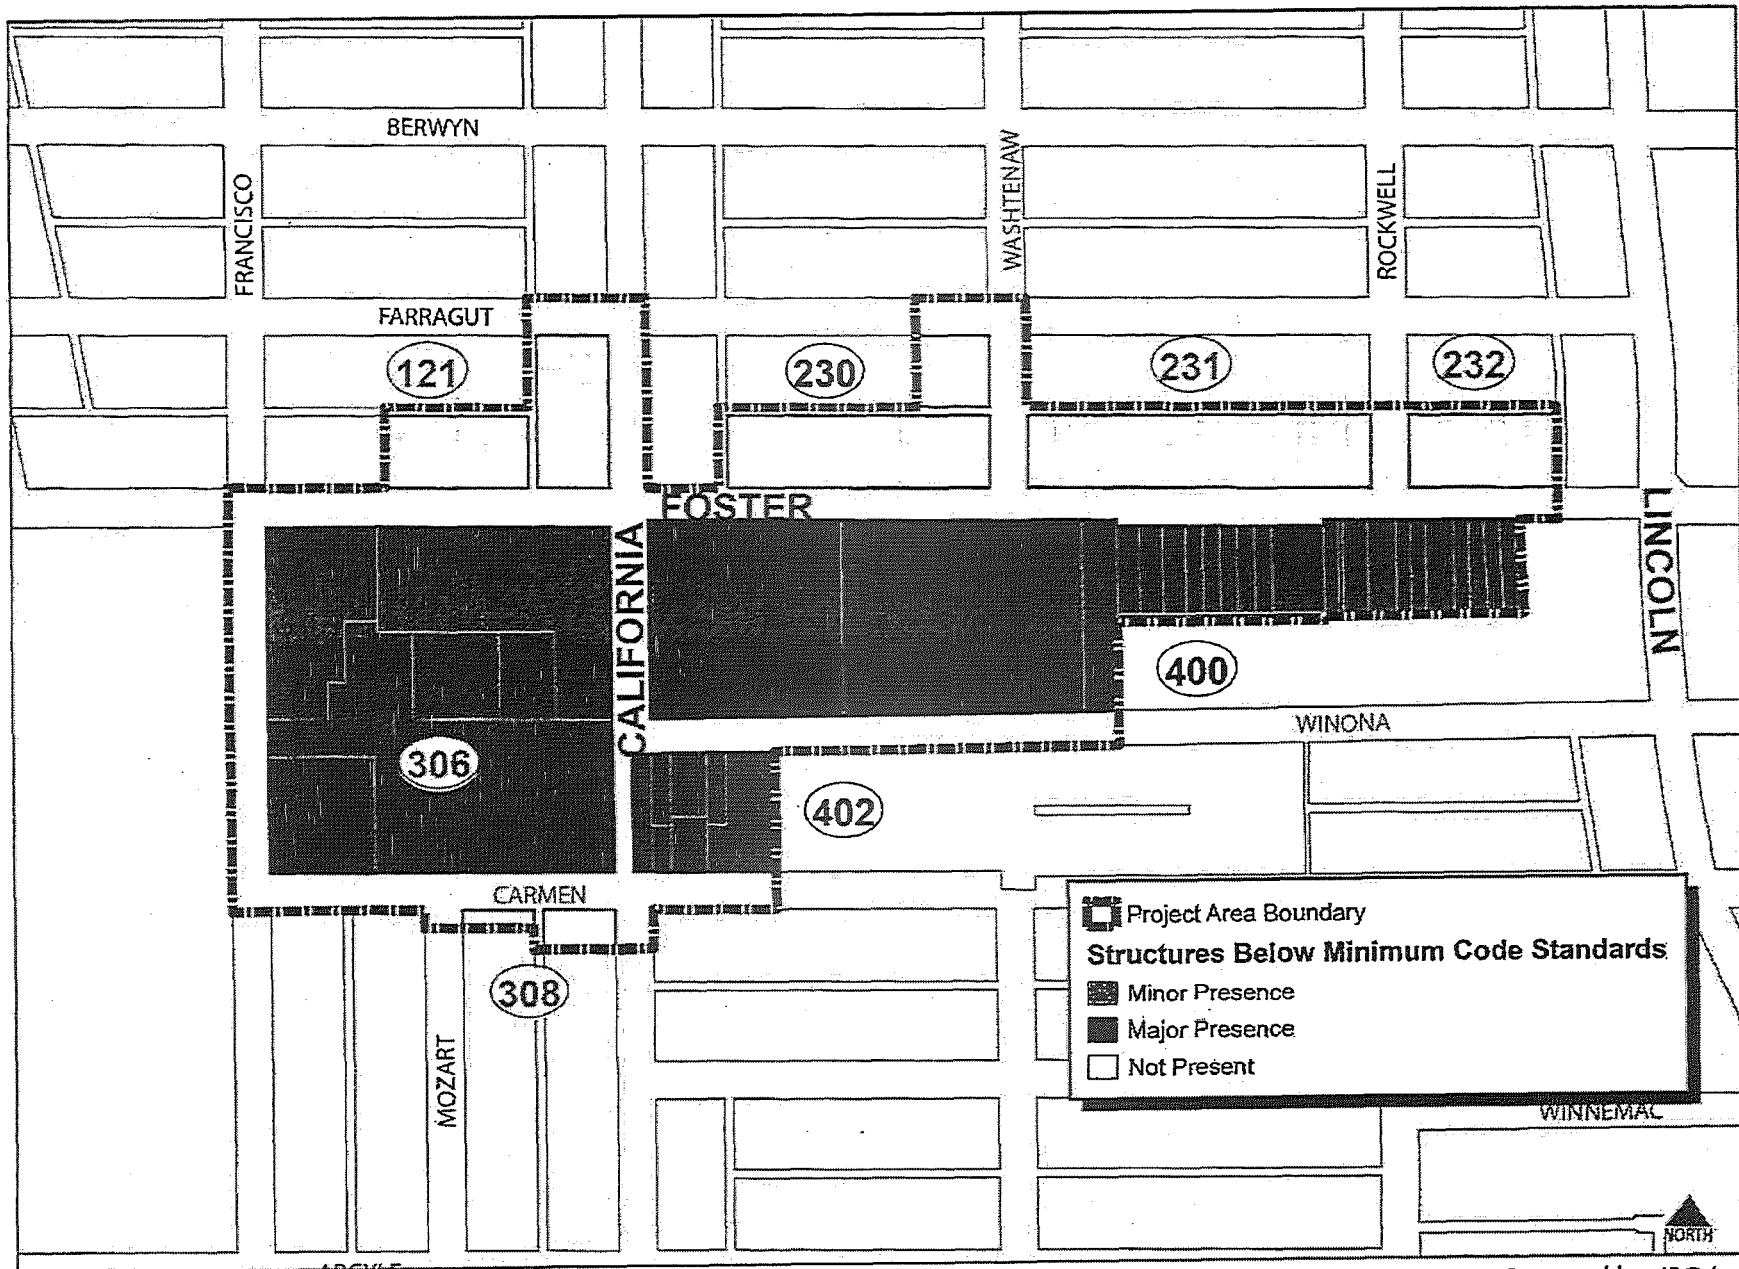 BERWYN
WASHTENAW
FRANCISCO
ROCKWELL
FARRAGUT
121
230
231
232
FOSTER
LINCOLN
CALIFORNIA
400
WINONA
306
402
CARMEN
Project Area Boundary
Structures Below Minimum Code Standards
Minor Presence
Major Presence
Not Present
308
MOZART
WINNEMAC
NORTH